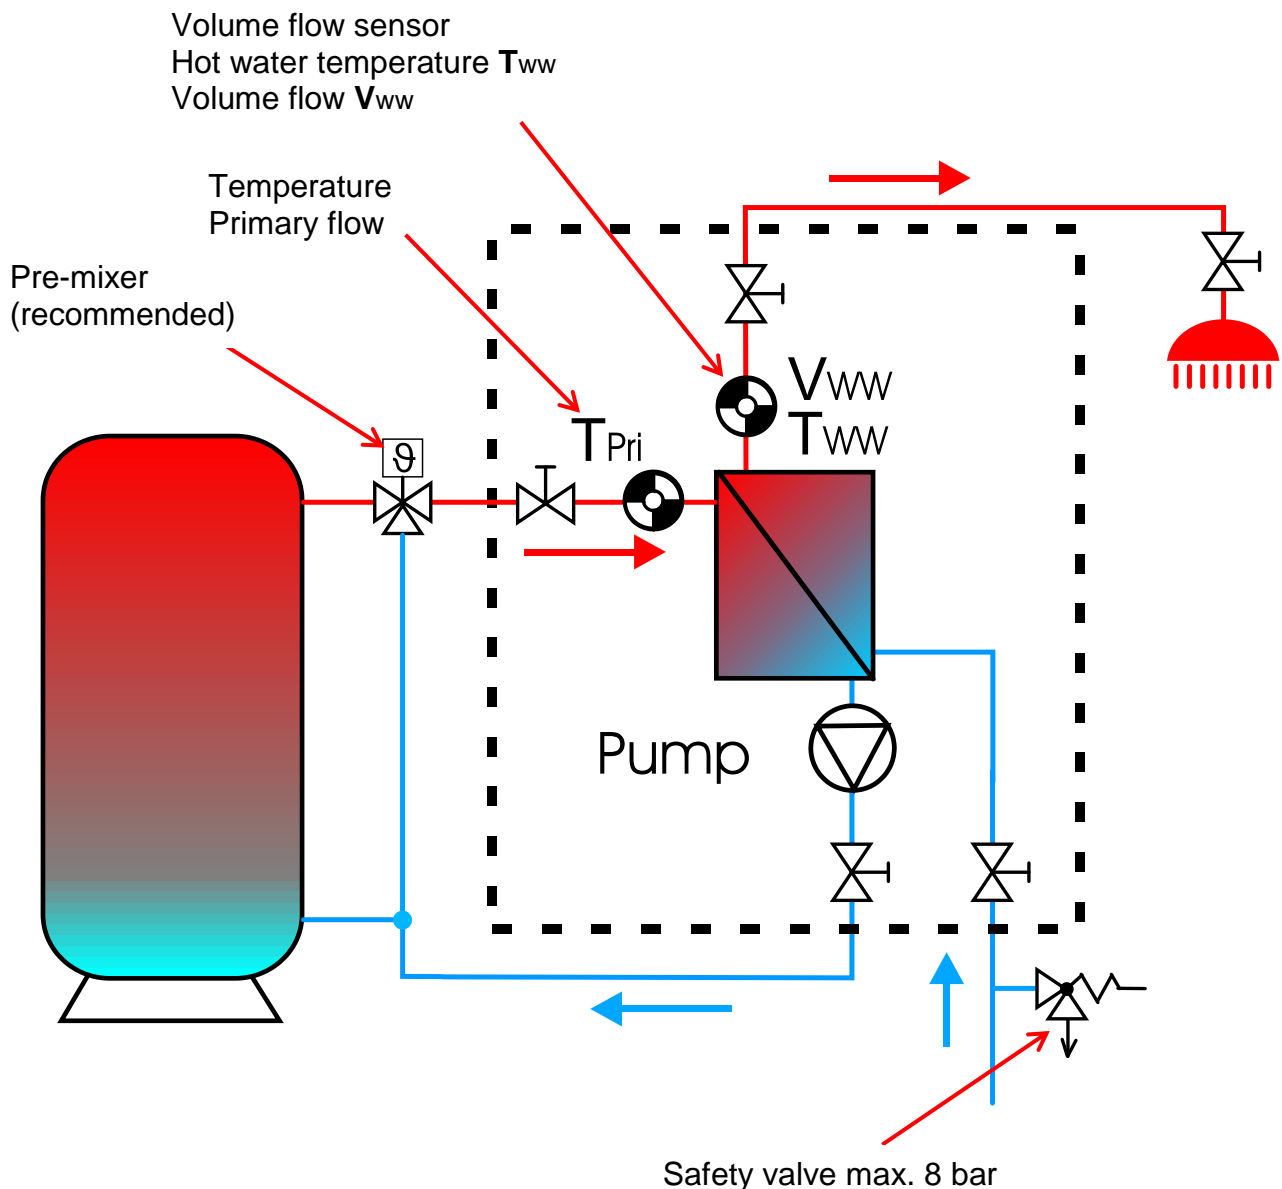 Volume flow sensor
Hot water temperature Tww
Volume flow Vww
Temperature
Primary flow
Pre-mixer
(recommended)
VWW
TWW
TPri
ϑ
Pump
Safety valve max. 8 bar